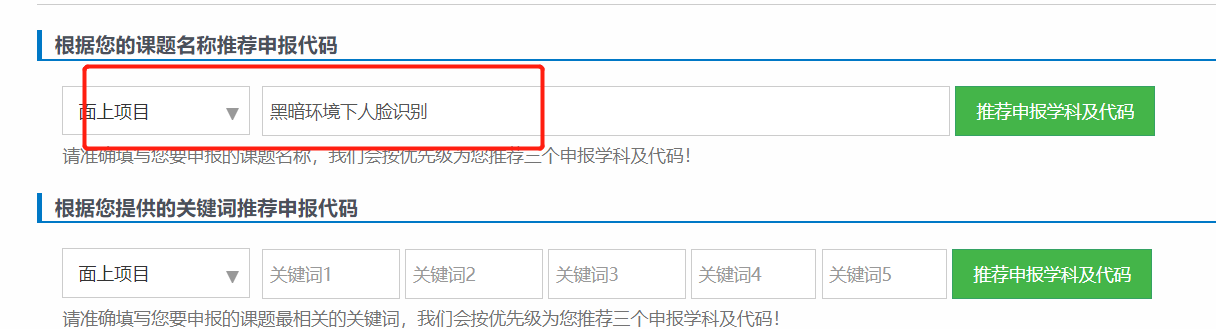 根据您的课题名称推荐申报代码
面上项目 ▼ 黑暗环境下人脸识别 推荐申报学科及代码
请准确填写您要申报的课题名称，我们会按优先级为您推荐三个申报学科及代码！
根据您提供的关键词推荐申报代码
面上项目 ▼ 关键词1 关键词2 关键词3 关键词4 关键词5 推荐申报学科及代码
请准确填写您要申报的课题最相关的关键词，我们会按优先级为您推荐三个申报学科及代码！